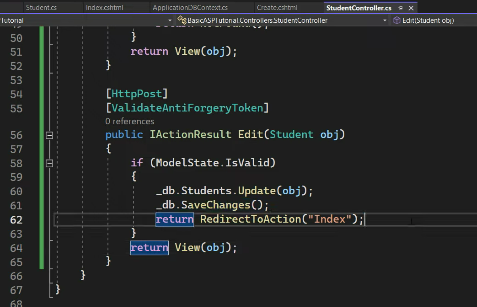 Student.cs Index.cshtml ApplicationDBContext.cs Create.cshtml StudentController.cs
Tutorial BasicASPTutorial.Controllers.StudentController Edit(Student obj)
50 }
51 return View(obj);
52 }
53
54 [HttpPost]
55 [ValidateAntiForgeryToken]
0 references
56 public IActionResult Edit(Student obj)
57 {
58 if (ModelState.IsValid)
59 {
60 _db.Students.Update(obj);
61 _db.SaveChanges();
62 return RedirectToAction("Index");
63 }
64 return View(obj);
65 }
66 }
67 }
68